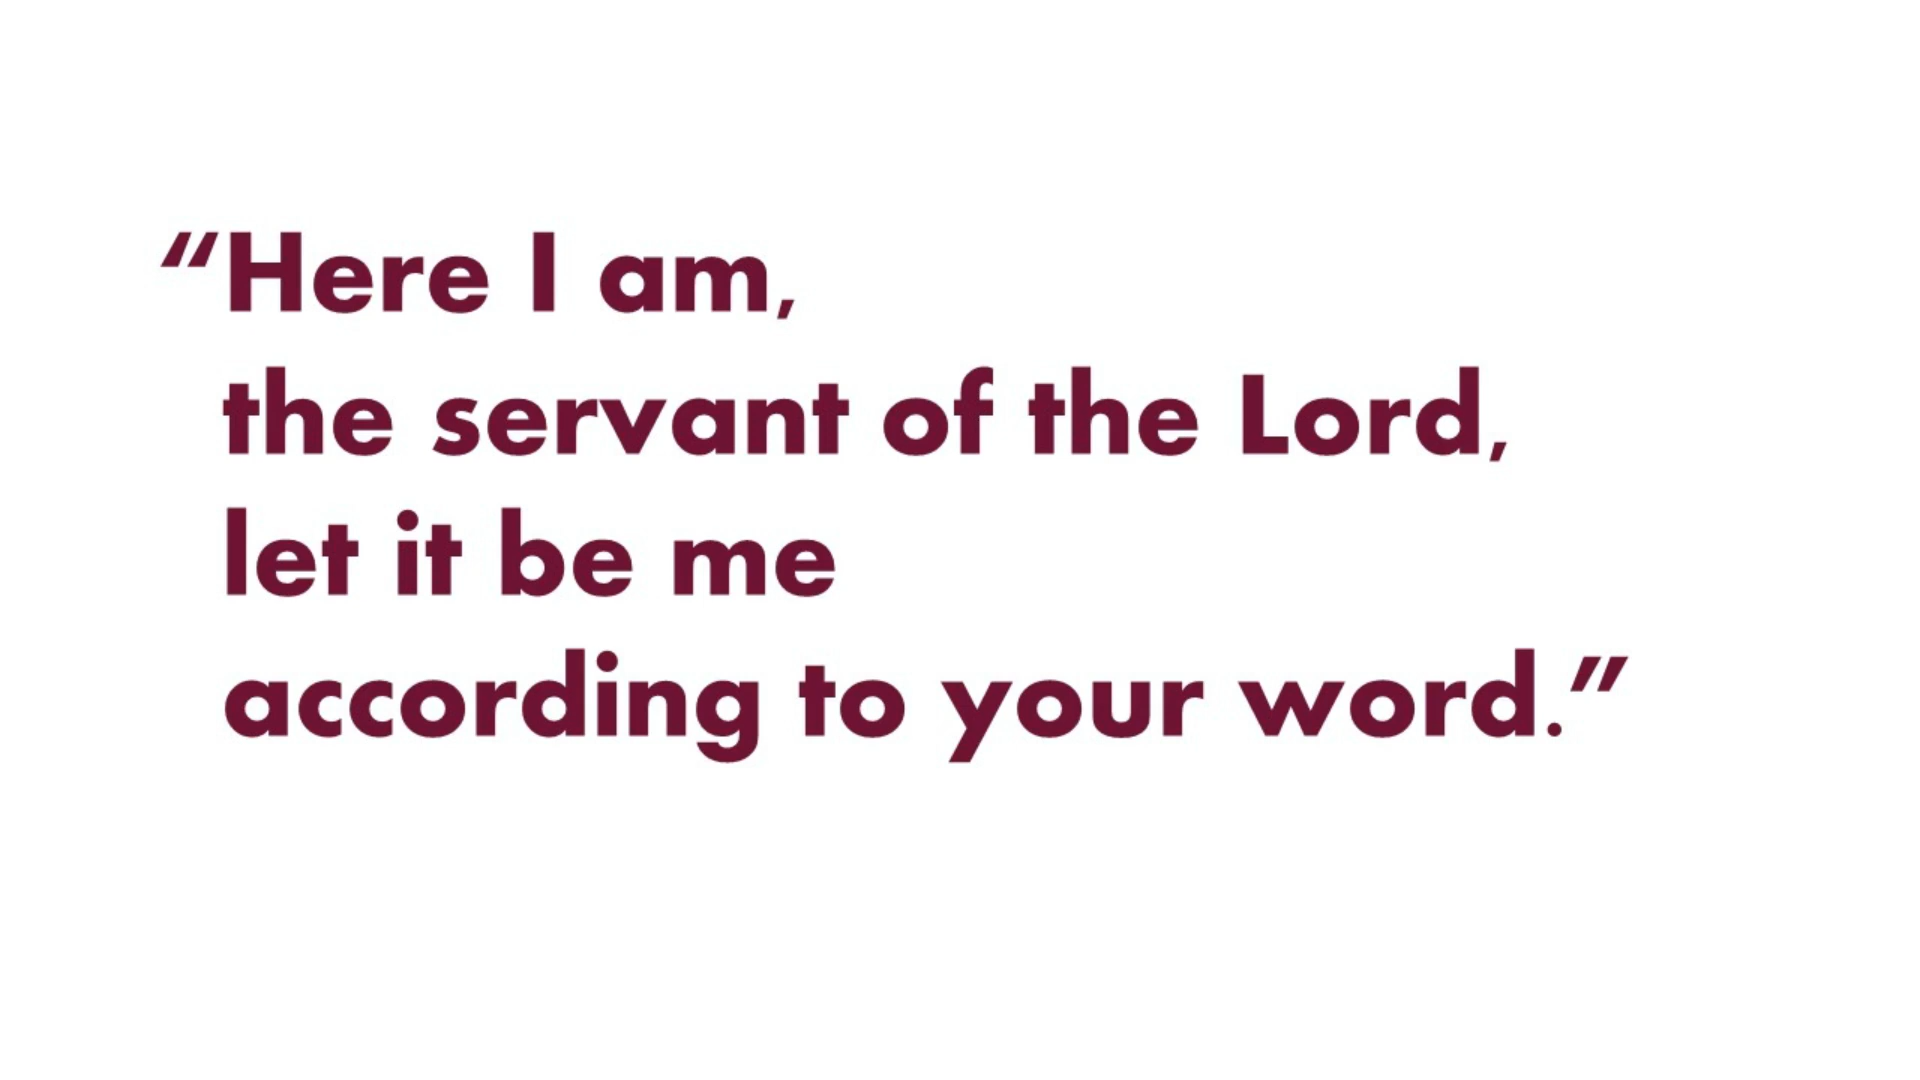 “Here I am,
the servant of the Lord,
let it be me
according to your word.”